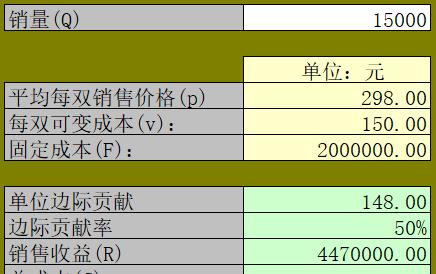 销量(Q) 15000
单位：元
平均每双销售价格(p) 298.00
每双可变成本(v)： 150.00
固定成本(F)： 2000000.00
单位边际贡献 148.00
边际贡献率 50%
销售收益(R) 4470000.00